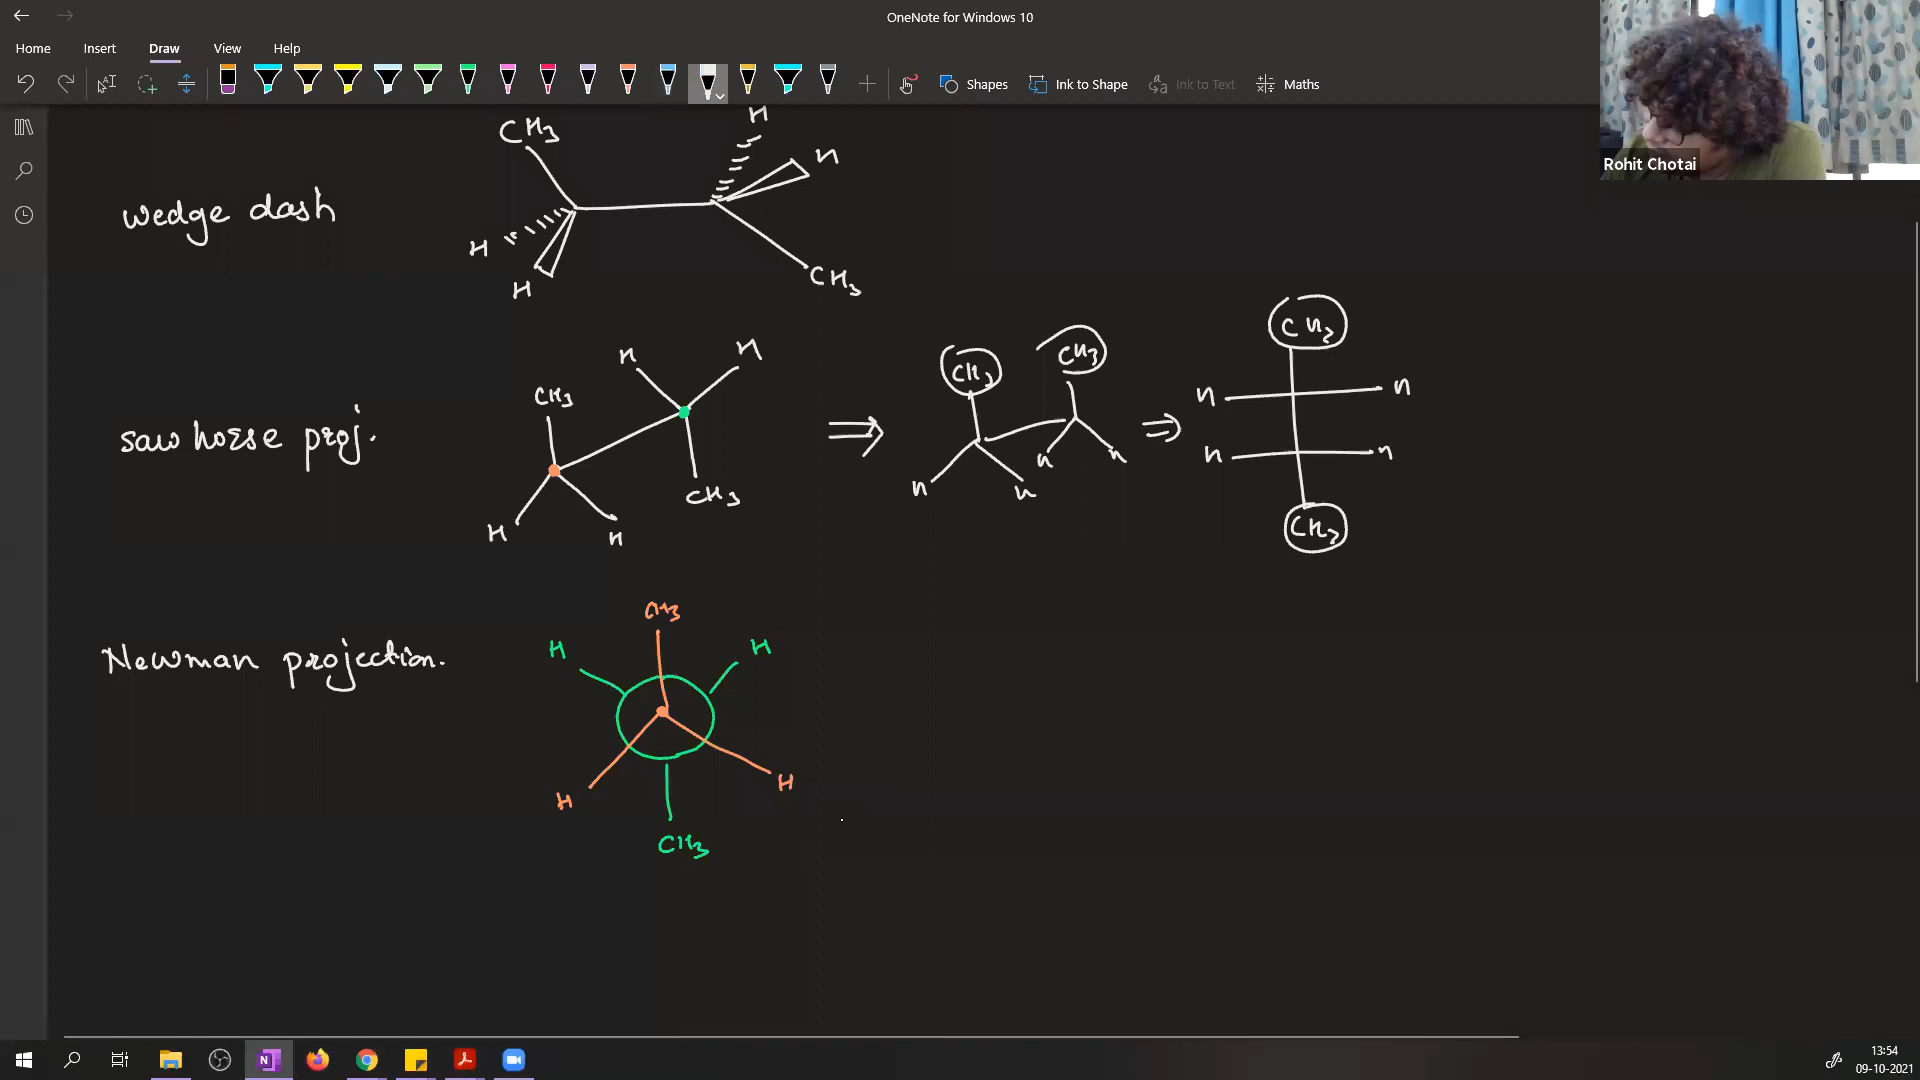 OneNote for Windows 10
Home Insert Draw View Help
Shapes Ink to Shape Ink to Text Maths
Rohit Chotai
H
CH3
H
wedge dash
H
H
CH3
CH3
H H
CH3
CH3 CH3
H H
saw horse proj.
H H
H H
CH3
H H
CH3
H H
CH3
Newman projection.
H H
H
H
CH3
13:54
09-10-2021